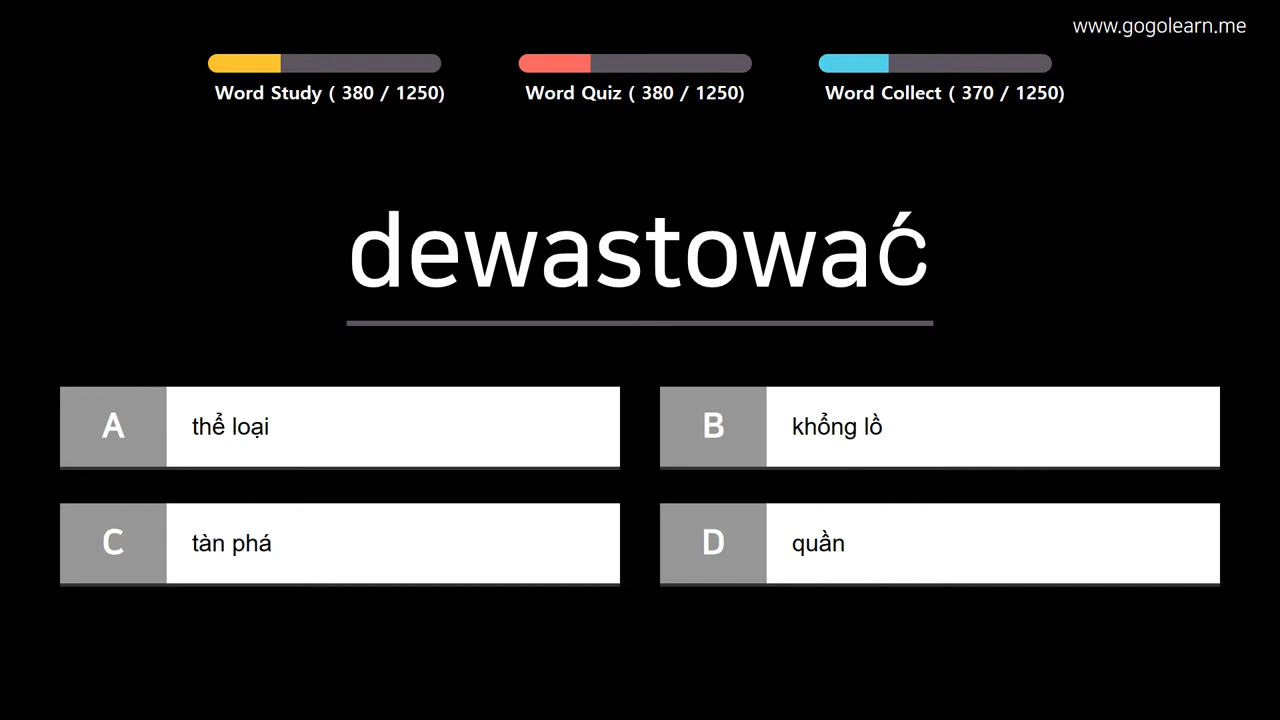 www.gogolearn.me
Word Study ( 380 / 1250)
Word Quiz ( 380 / 1250)
Word Collect ( 370 / 1250)
dewastować
A thể loại
B khổng lồ
C tàn phá
D quần